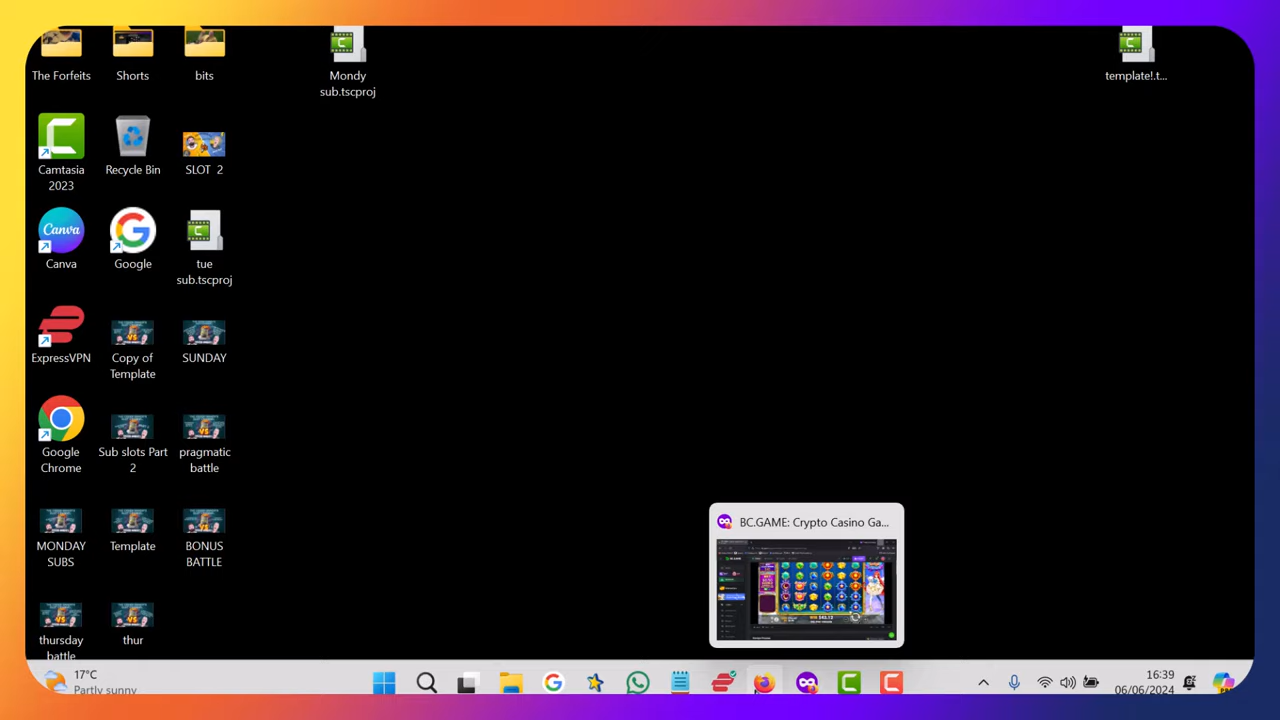 The Forfeits
Shorts
bits
Mondy
sub.tscproj
template!.t...
Camtasia
2023
Recycle Bin
SLOT 2
Canva
Canva
Google
tue
sub.tscproj
ExpressVPN
Copy of
Template
SUNDAY
Google
Chrome
Sub slots Part
2
pragmatic
battle
MONDAY
SUBS
Template
BONUS
BATTLE
thursday
battle
thur
BC.GAME: Crypto Casino Ga...
17°C
Partly sunny
16:39
06/06/2024